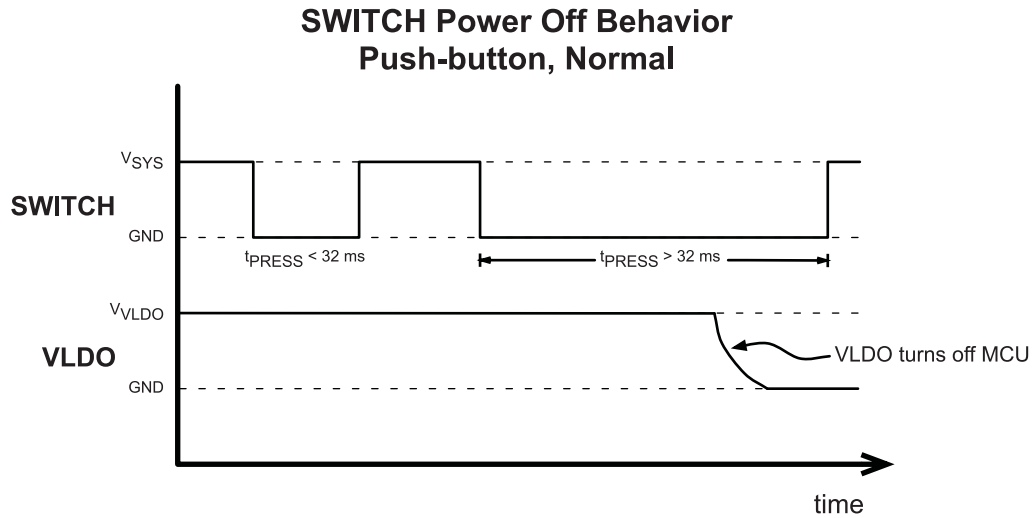 SWITCH Power Off Behavior
Push-button, Normal
VSYS
SWITCH
GND
tPRESS < 32 ms
tPRESS > 32 ms
VVLDO
VLDO
VLDO turns off MCU
GND
time